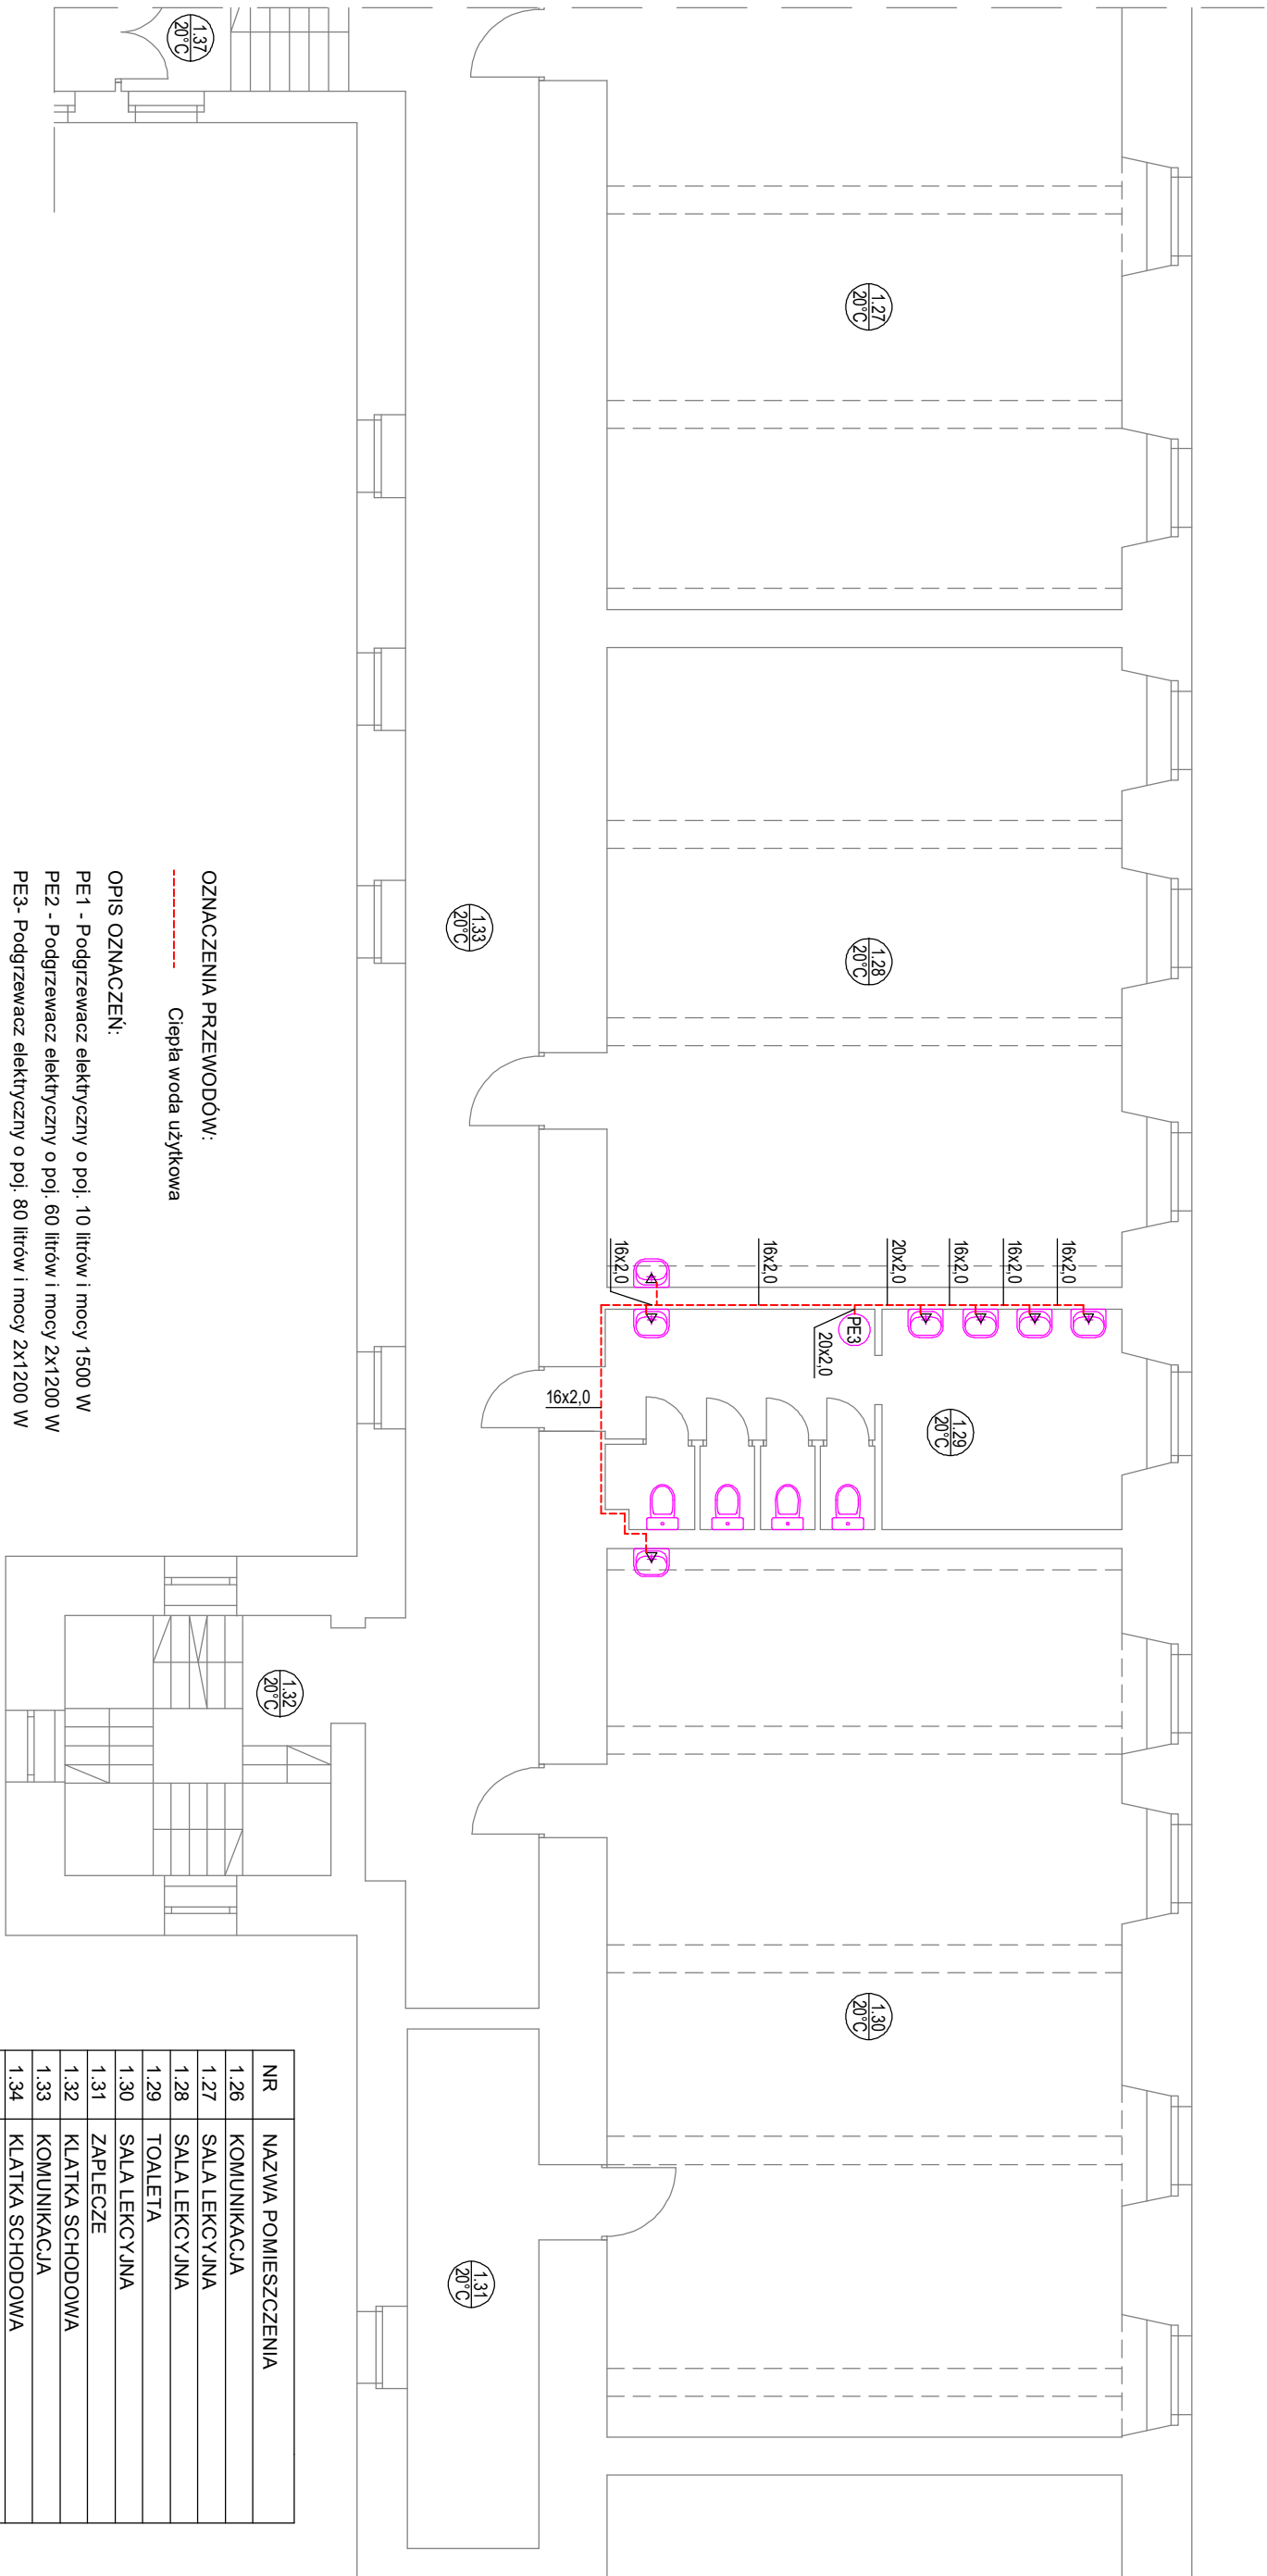 1.37
20°C
1.27
20°C
1.28
20°C
1.33
20°C
16x2,0
16x2,0
20x2,0
16x2,0
16x2,0
16x2,0
PE3
20x2,0
16x2,0
1.29
20°C
1.32
20°C
1.30
20°C
1.31
20°C
OZNACZENIA PRZEWODÓW:
Ciepła woda użytkowa
OPIS OZNACZEŃ:
PE1 - Podgrzewacz elektryczny o poj. 10 litrów i mocy 1500 W
PE2 - Podgrzewacz elektryczny o poj. 60 litrów i mocy 2x1200 W
PE3- Podgrzewacz elektryczny o poj. 80 litrów i mocy 2x1200 W
NR NAZWA POMIESZCZENIA
1.26 KOMUNIKACJA
1.27 SALA LEKCYJNA
1.28 SALA LEKCYJNA
1.29 TOALETA
1.30 SALA LEKCYJNA
1.31 ZAPLECZE
1.32 KLATKA SCHODOWA
1.33 KOMUNIKACJA
1.34 KLATKA SCHODOWA